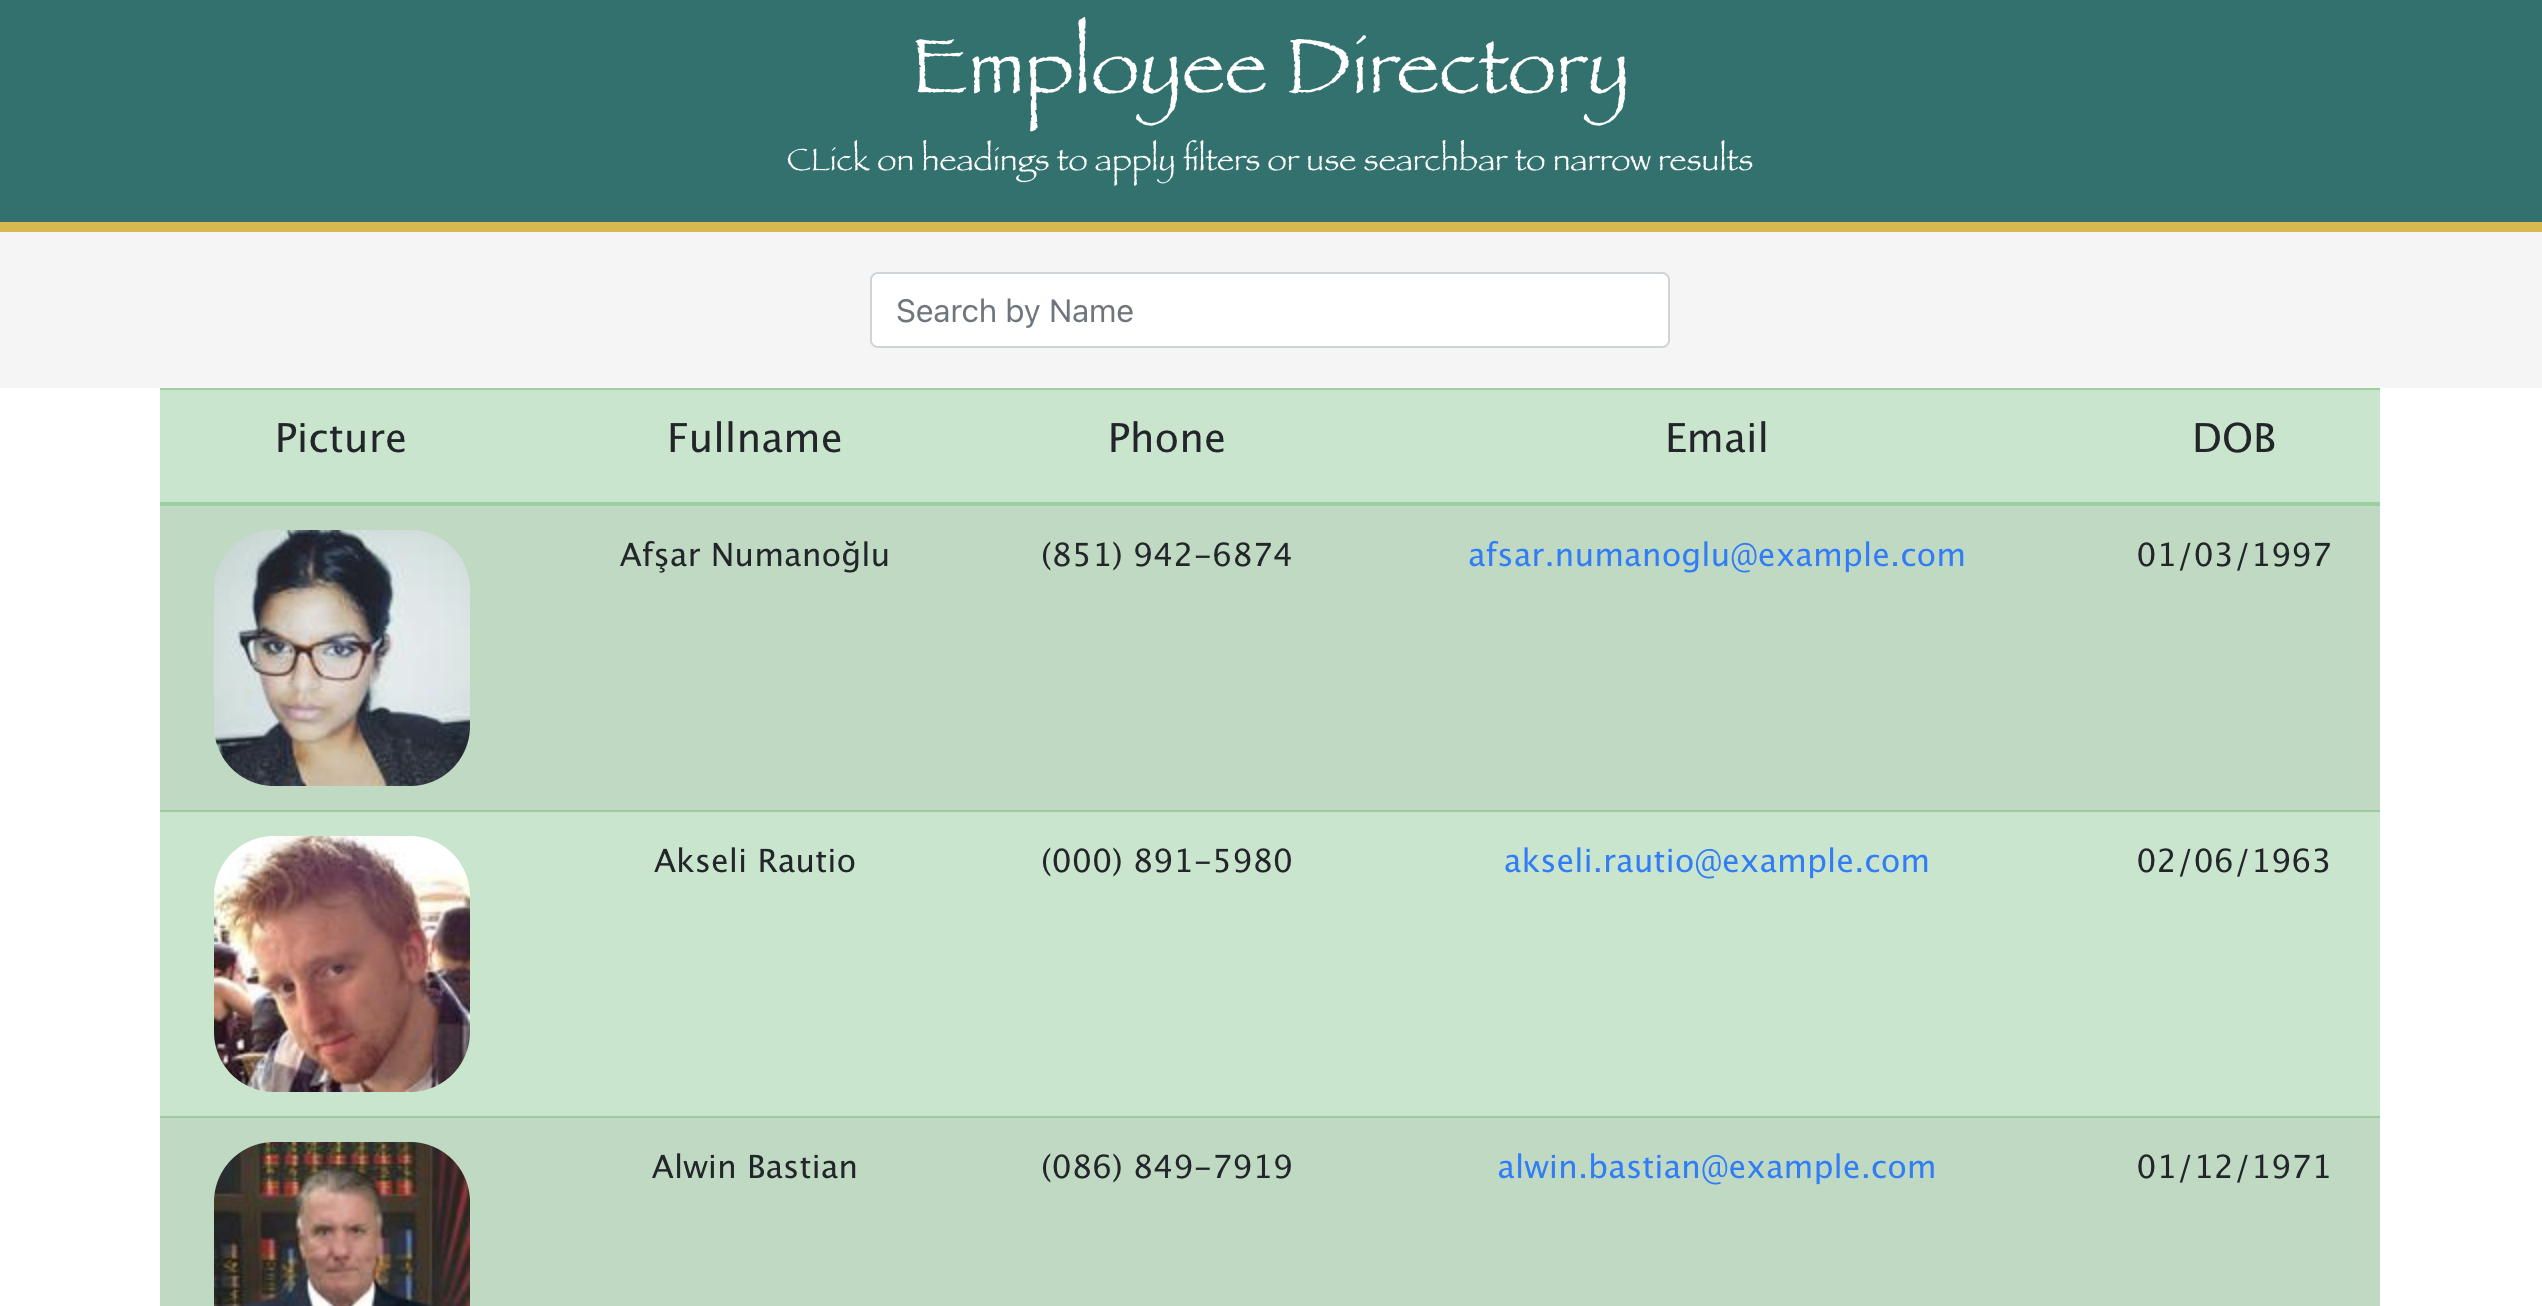 Employee Directory
CLick on headings to apply filters or use searchbar to narrow results
Search by Name
Picture Fullname Phone Email DOB
Afşar Numanoğlu (851) 942-6874 afsar.numanoglu@example.com 01/03/1997
Akseli Rautio (000) 891-5980 akseli.rautio@example.com 02/06/1963
Alwin Bastian (086) 849-7919 alwin.bastian@example.com 01/12/1971